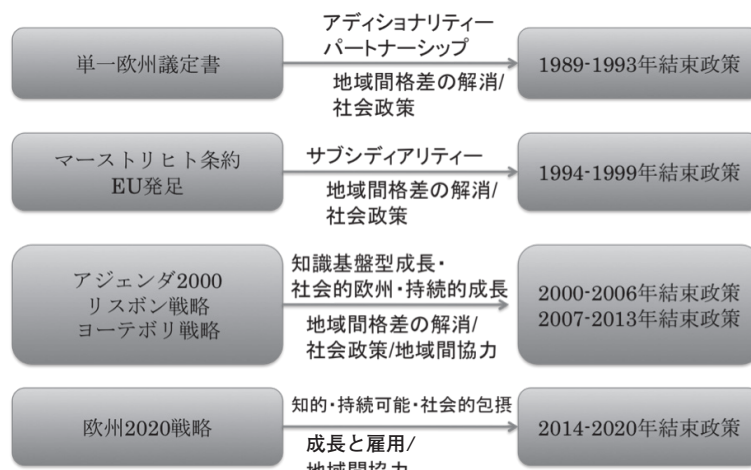 単一欧州議定書
アディショナリティー
パートナーシップ
地域間格差の解消/
社会政策
1989-1993年結束政策
マーストリヒト条約
EU発足
サブシディアリティー
地域間格差の解消/
社会政策
1994-1999年結束政策
アジェンダ2000
リスボン戦略
ヨーテボリ戦略
知識基盤型成長・
社会的欧州・持続的成長
地域間格差の解消/
社会政策/地域間協力
2000-2006年結束政策
2007-2013年結束政策
欧州2020戦略
知的・持続可能・社会的包摂
成長と雇用/
地域間協力
2014-2020年結束政策